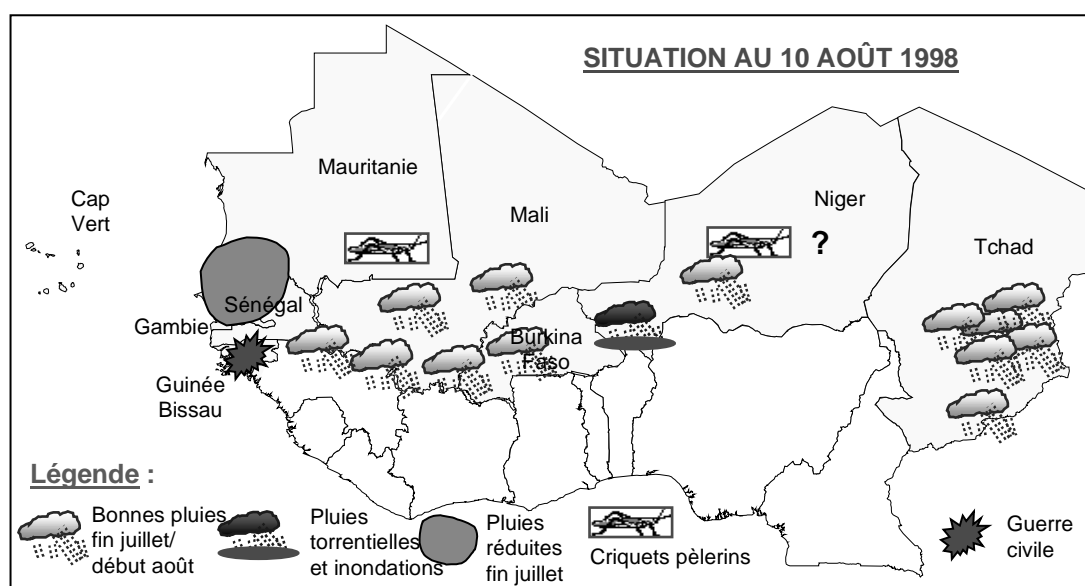 SITUATION AU 10 AOÛT 1998
Mauritanie
Cap
Vert
Mali
Niger
?
Tchad
Sénégal
Gambie
Burkina
Faso
Guinée
Bissau
Légende :
Bonnes pluies
fin juillet/
début août
Pluies
torrentielles
et inondations
Pluies
réduites
fin juillet
Criquets pèlerins
Guerre
civile